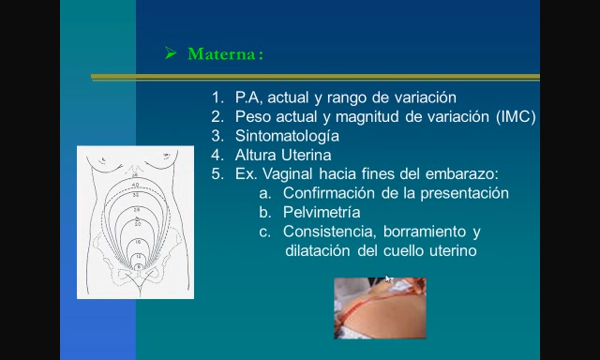 Materna :
1. P.A, actual y rango de variación
2. Peso actual y magnitud de variación (IMC)
3. Sintomatología
4. Altura Uterina
5. Ex. Vaginal hacia fines del embarazo:
a. Confirmación de la presentación
b. Pelvimetría
c. Consistencia, borramiento y
dilatación del cuello uterino